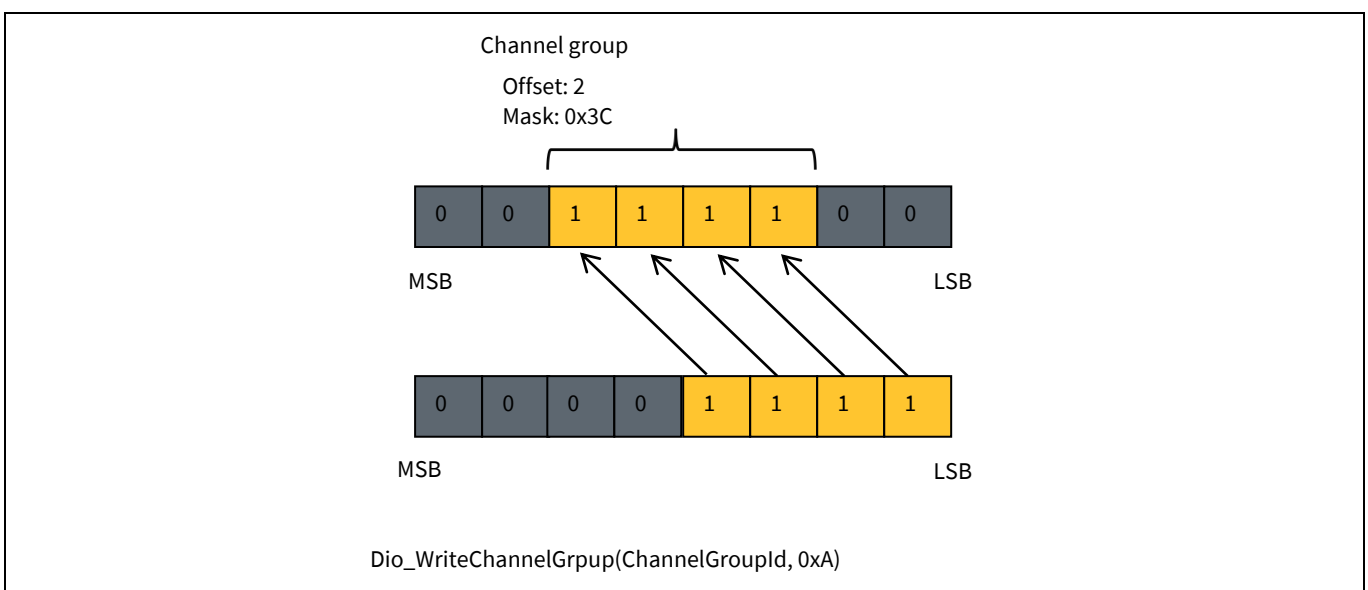 Channel group
Offset: 2
Mask: 0x3C
0 0 1 1 1 1 0 0
MSB LSB
0 0 0 0 1 1 1 1
MSB LSB
Dio_WriteChannelGrpup(ChannelGroupId, 0xA)